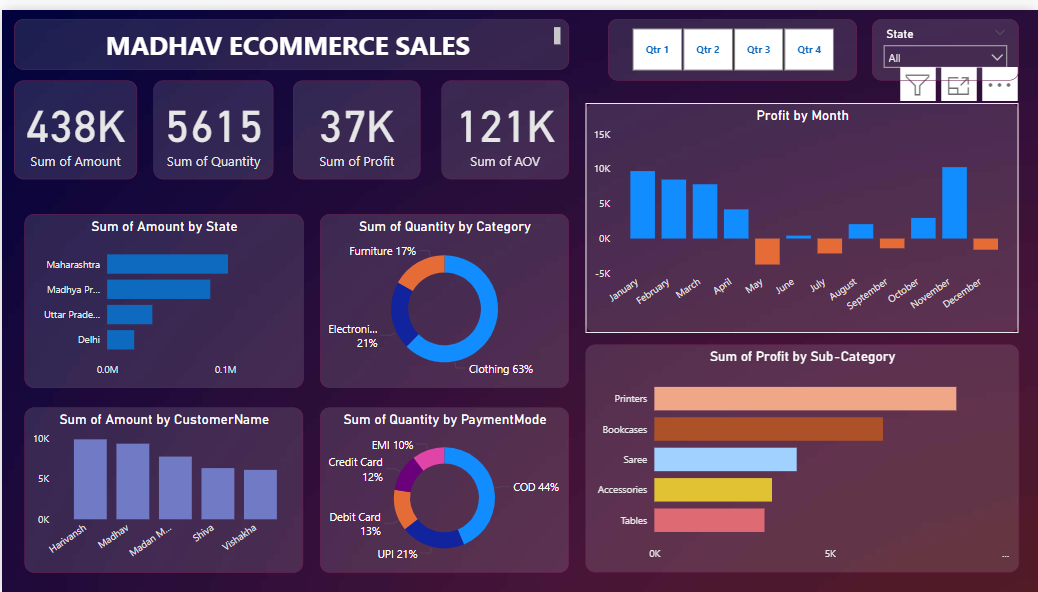 MADHAV ECOMMERCE SALES
Qtr 1
Qtr 2
Qtr 3
Qtr 4
State
All
438K
Sum of Amount
5615
Sum of Quantity
37K
Sum of Profit
121K
Sum of AOV
Profit by Month
15K
10K
5K
0K
-5K
January
February
March
April
May
June
July
August
September
October
November
December
Sum of Amount by State
Maharashtra
Madhya Pr...
Uttar Prade...
Delhi
0.0M
0.1M
Sum of Quantity by Category
Furniture 17%
Electroni...
21%
Clothing 63%
Sum of Profit by Sub-Category
Printers
Bookcases
Saree
Accessories
Tables
0K
5K
...
Sum of Amount by CustomerName
10K
5K
0K
Harivansh
Madhav
Madan M...
Shiva
Vishakha
Sum of Quantity by PaymentMode
EMI 10%
Credit Card
12%
Debit Card
13%
UPI 21%
COD 44%